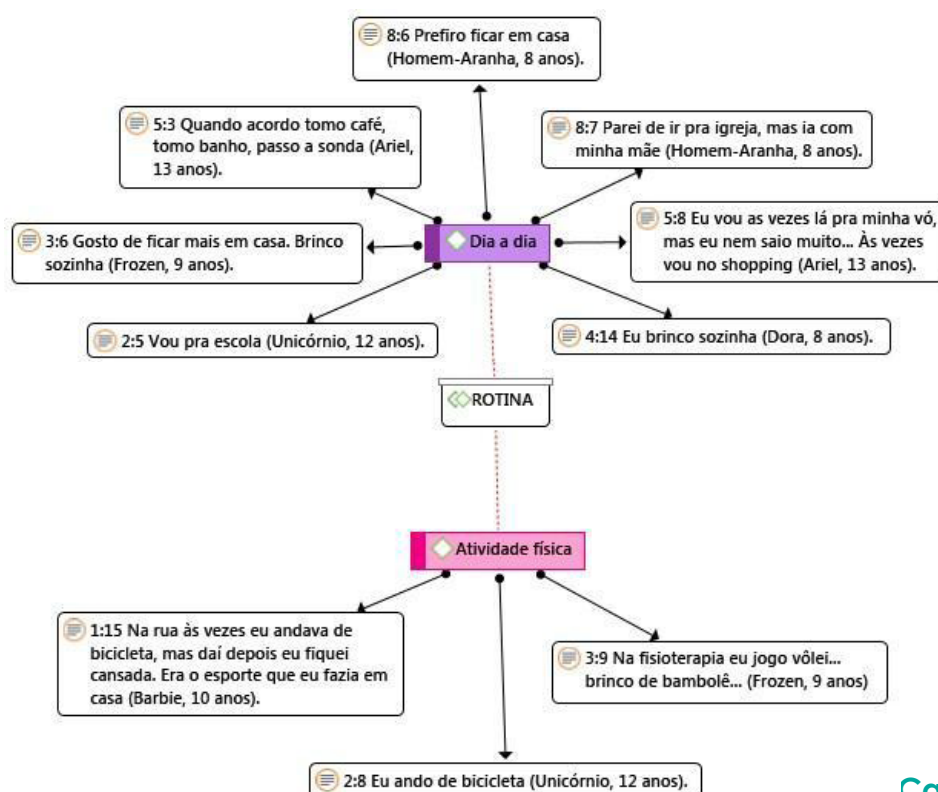 8:6 Prefiro ficar em casa
(Homem-Aranha, 8 anos).
5:3 Quando acordo tomo café,
tomo banho, passo a sonda (Ariel,
13 anos).
8:7 Parei de ir pra igreja, mas ia com
minha mãe (Homem-Aranha, 8 anos).
3:6 Gosto de ficar mais em casa. Brinco
sozinha (Frozen, 9 anos).
Dia a dia
5:8 Eu vou as vezes lá pra minha vó,
mas eu nem saio muito... Às vezes
vou no shopping (Ariel, 13 anos).
2:5 Vou pra escola (Unicórnio, 12 anos).
4:14 Eu brinco sozinha (Dora, 8 anos).
ROTINA
Atividade física
1:15 Na rua às vezes eu andava de
bicicleta, mas daí depois eu fiquei
cansada. Era o esporte que eu fazia em
casa (Barbie, 10 anos).
3:9 Na fisioterapia eu jogo vôlei...
brinco de bambolê... (Frozen, 9 anos)
2:8 Eu ando de bicicleta (Unicórnio, 12 anos).